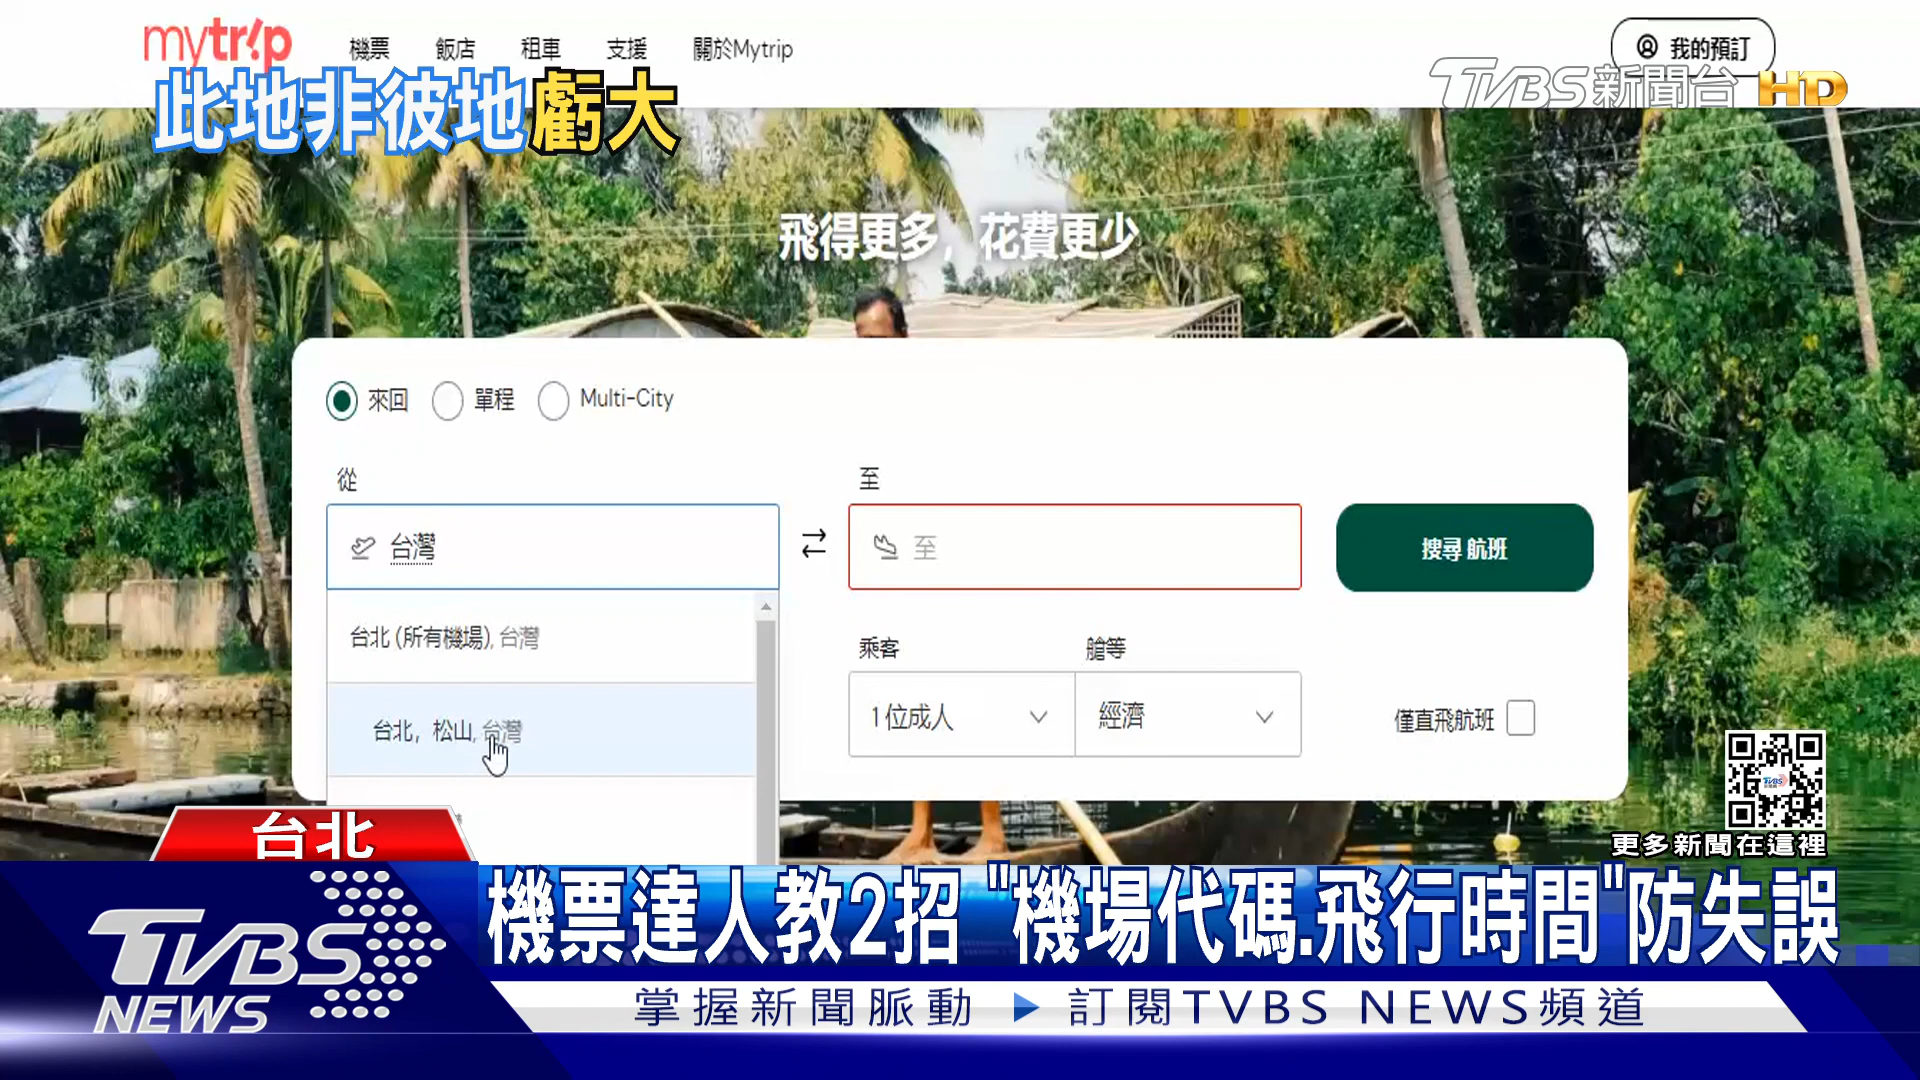 mytrip 機票 飯店 租車 支援 關於Mytrip 我的預訂
TVBS新聞台 HD
此地非彼地虧大
飛得更多，花費更少
來回 單程 Multi-City
從 至
台灣 至 搜尋 航班
台北 (所有機場), 台灣
乘客 艙等
台北，松山, 台灣
1 位成人 經濟 僅直飛航班
TVBS
更多新聞在這裡
台北
機票達人教2招 "機場代碼.飛行時間"防失誤
TVBS NEWS
掌握新聞脈動 ▶ 訂閱TVBS NEWS頻道